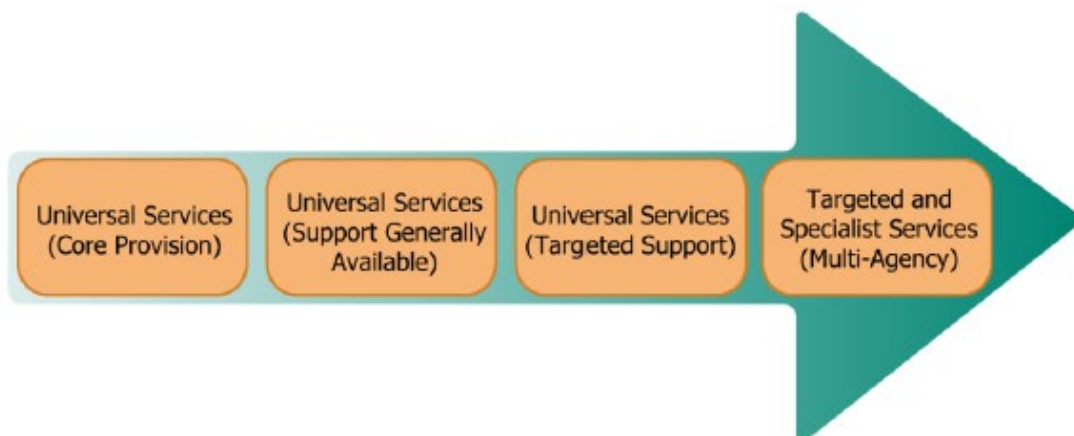 Universal Services
(Core Provision)
Universal Services
(Support Generally
Available)
Universal Services
(Targeted Support)
Targeted and
Specialist Services
(Multi-Agency)